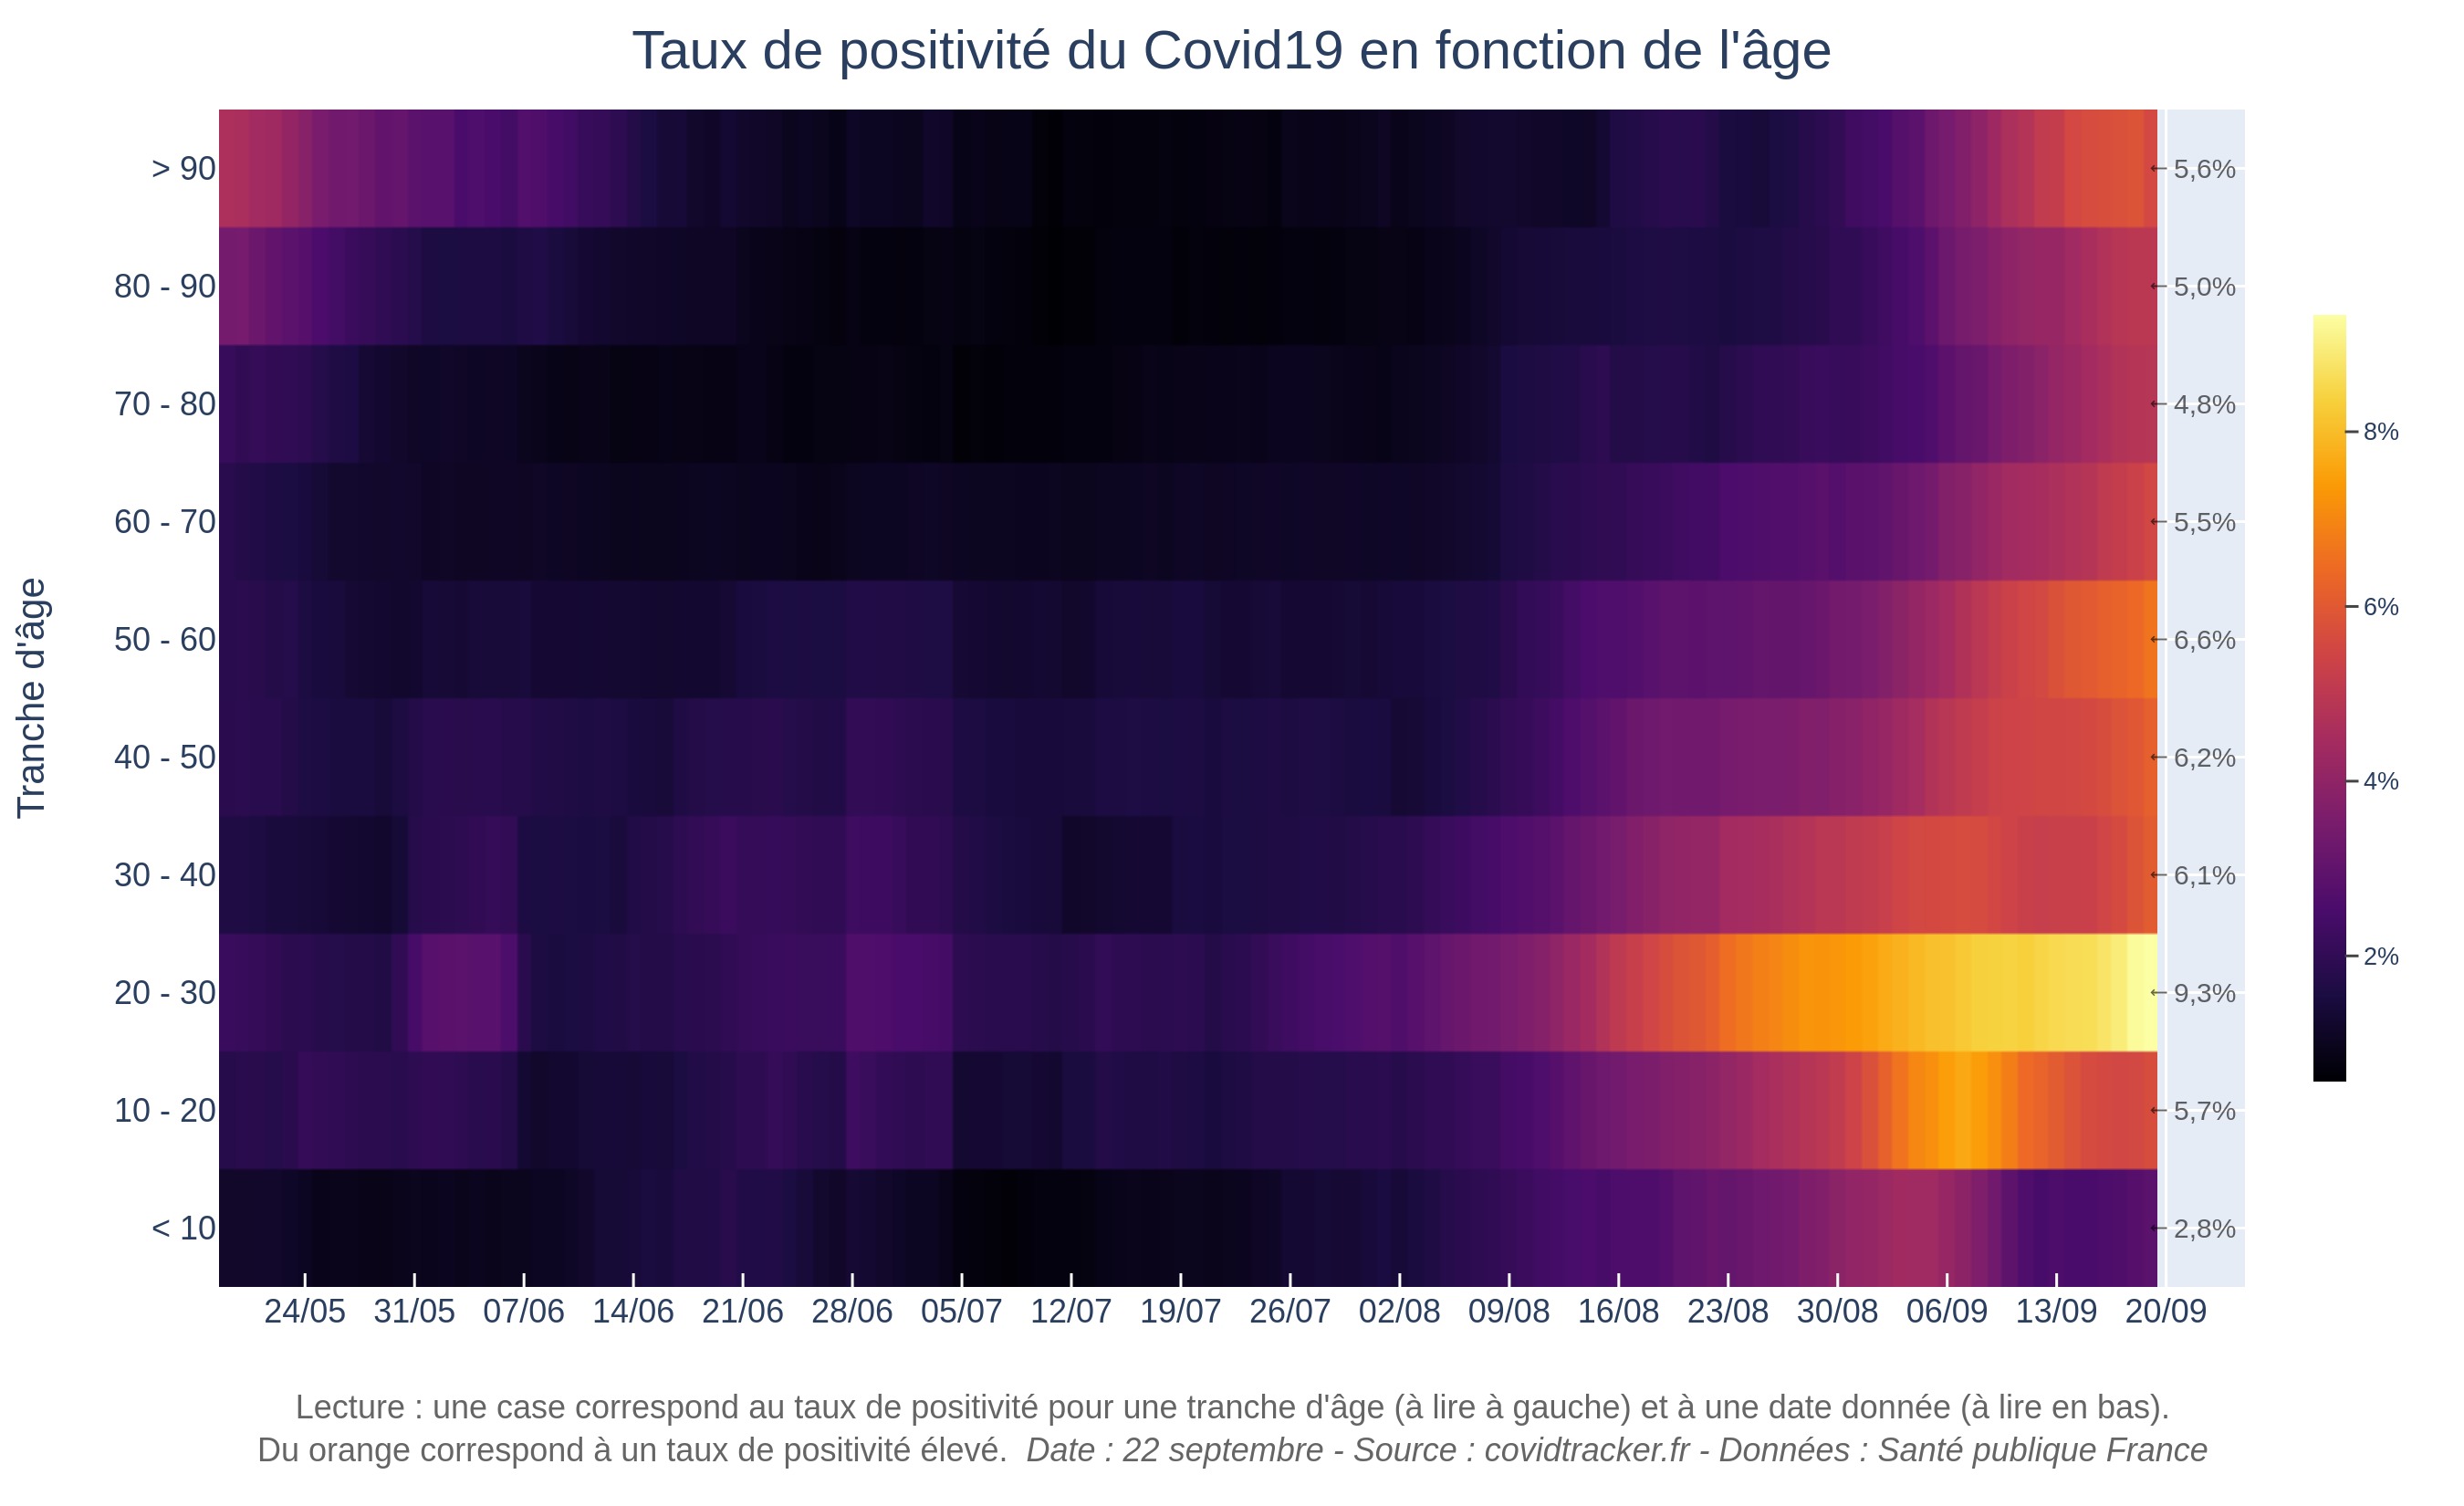 Taux de positivité du Covid19 en fonction de l'âge
Tranche d'âge
> 90
80 - 90
70 - 80
60 - 70
50 - 60
40 - 50
30 - 40
20 - 30
10 - 20
< 10
5,6%
5,0%
4,8%
5,5%
6,6%
6,2%
6,1%
9,3%
5,7%
2,8%
8%
6%
4%
2%
24/05 31/05 07/06 14/06 21/06 28/06 05/07 12/07 19/07 26/07 02/08 09/08 16/08 23/08 30/08 06/09 13/09 20/09
Lecture : une case correspond au taux de positivité pour une tranche d'âge (à lire à gauche) et à une date donnée (à lire en bas).
Du orange correspond à un taux de positivité élevé. Date : 22 septembre - Source : covidtracker.fr - Données : Santé publique France